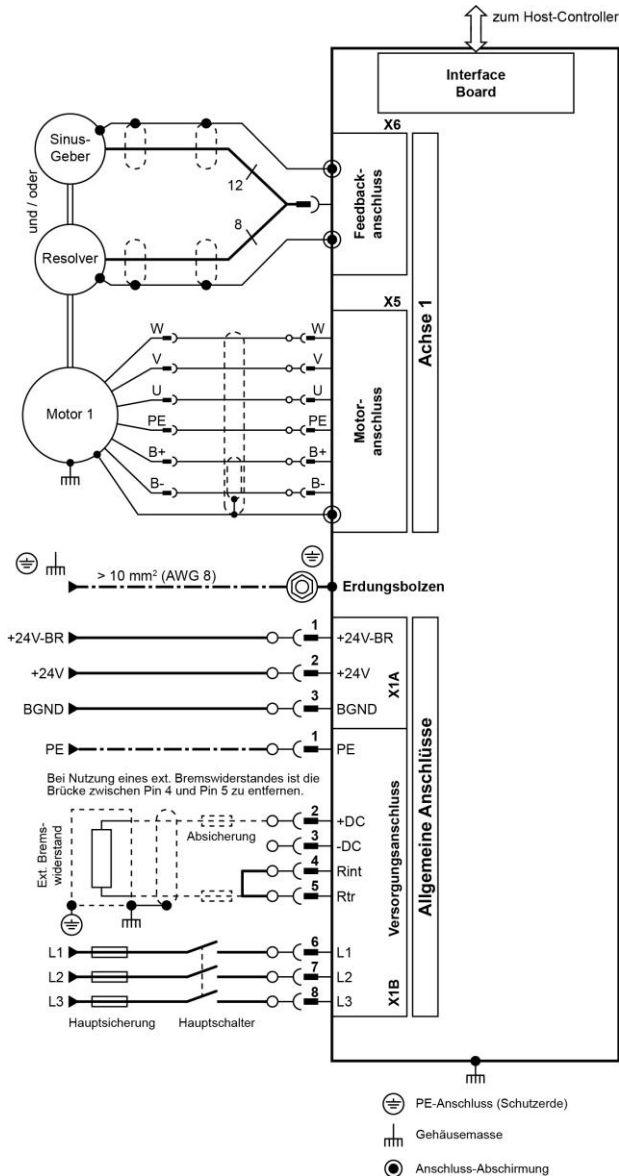 zum Host-Controller
Interface
Board
X6
Sinus-
Geber
12
und / oder
8
Feedback-
anschluss
Resolver
X5
Achse 1
W
W
V
V
U
U
Motor 1
PE
PE
Motor-
anschluss
B+
B+
B-
B-
> 10 mm² (AWG 8)
Erdungsbolzen
+24V-BR
1
+24V-BR
+24V
2
+24V
X1A
BGND
3
BGND
PE
1
PE
Bei Nutzung eines ext. Bremswiderstandes ist die
Brücke zwischen Pin 4 und Pin 5 zu entfernen.
Ext. Brems-
widerstand
Absicherung
2
+DC
3
-DC
4
Rint
5
Rtr
Versorgungsanschluss
Allgemeine Anschlüsse
L1
6
L1
L2
7
L2
L3
8
L3
X1B
Hauptsicherung
Hauptschalter
PE-Anschluss (Schutzerde)
Gehäusemasse
Anschluss-Abschirmung